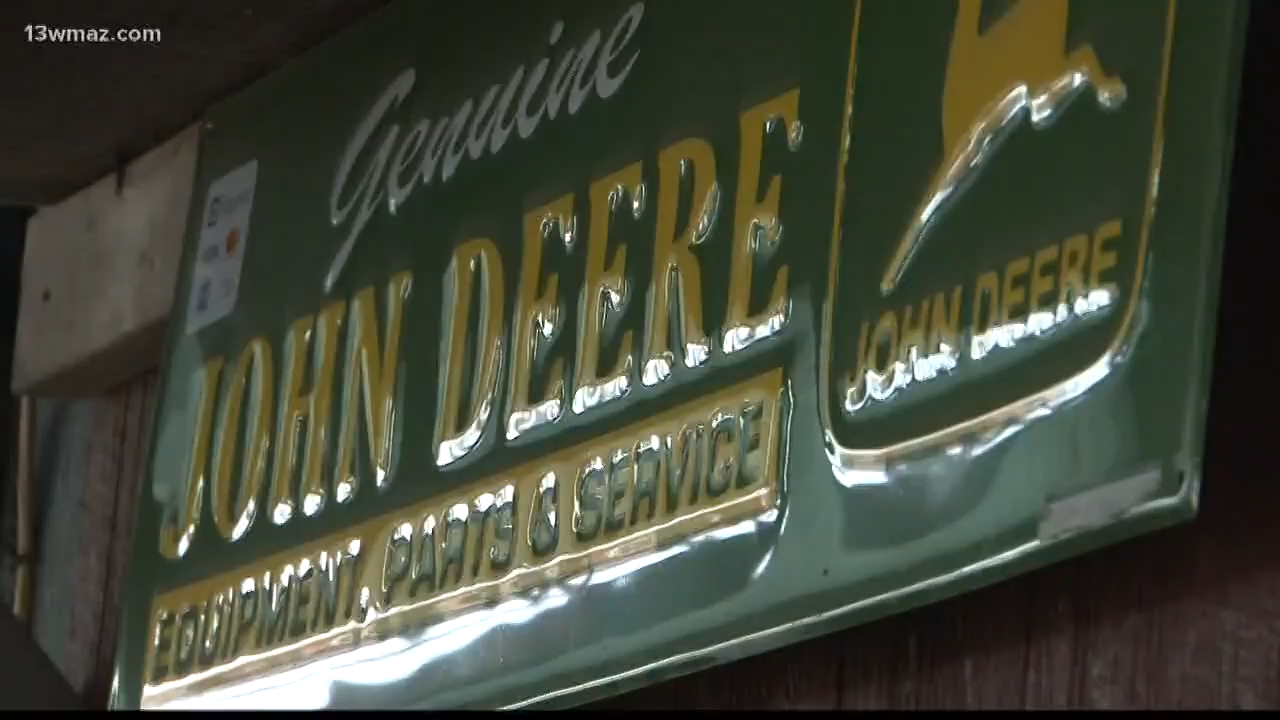 13wmaz.com
Genuine
JOHN DEERE
EQUIPMENT, PARTS & SERVICE
JOHN DEERE